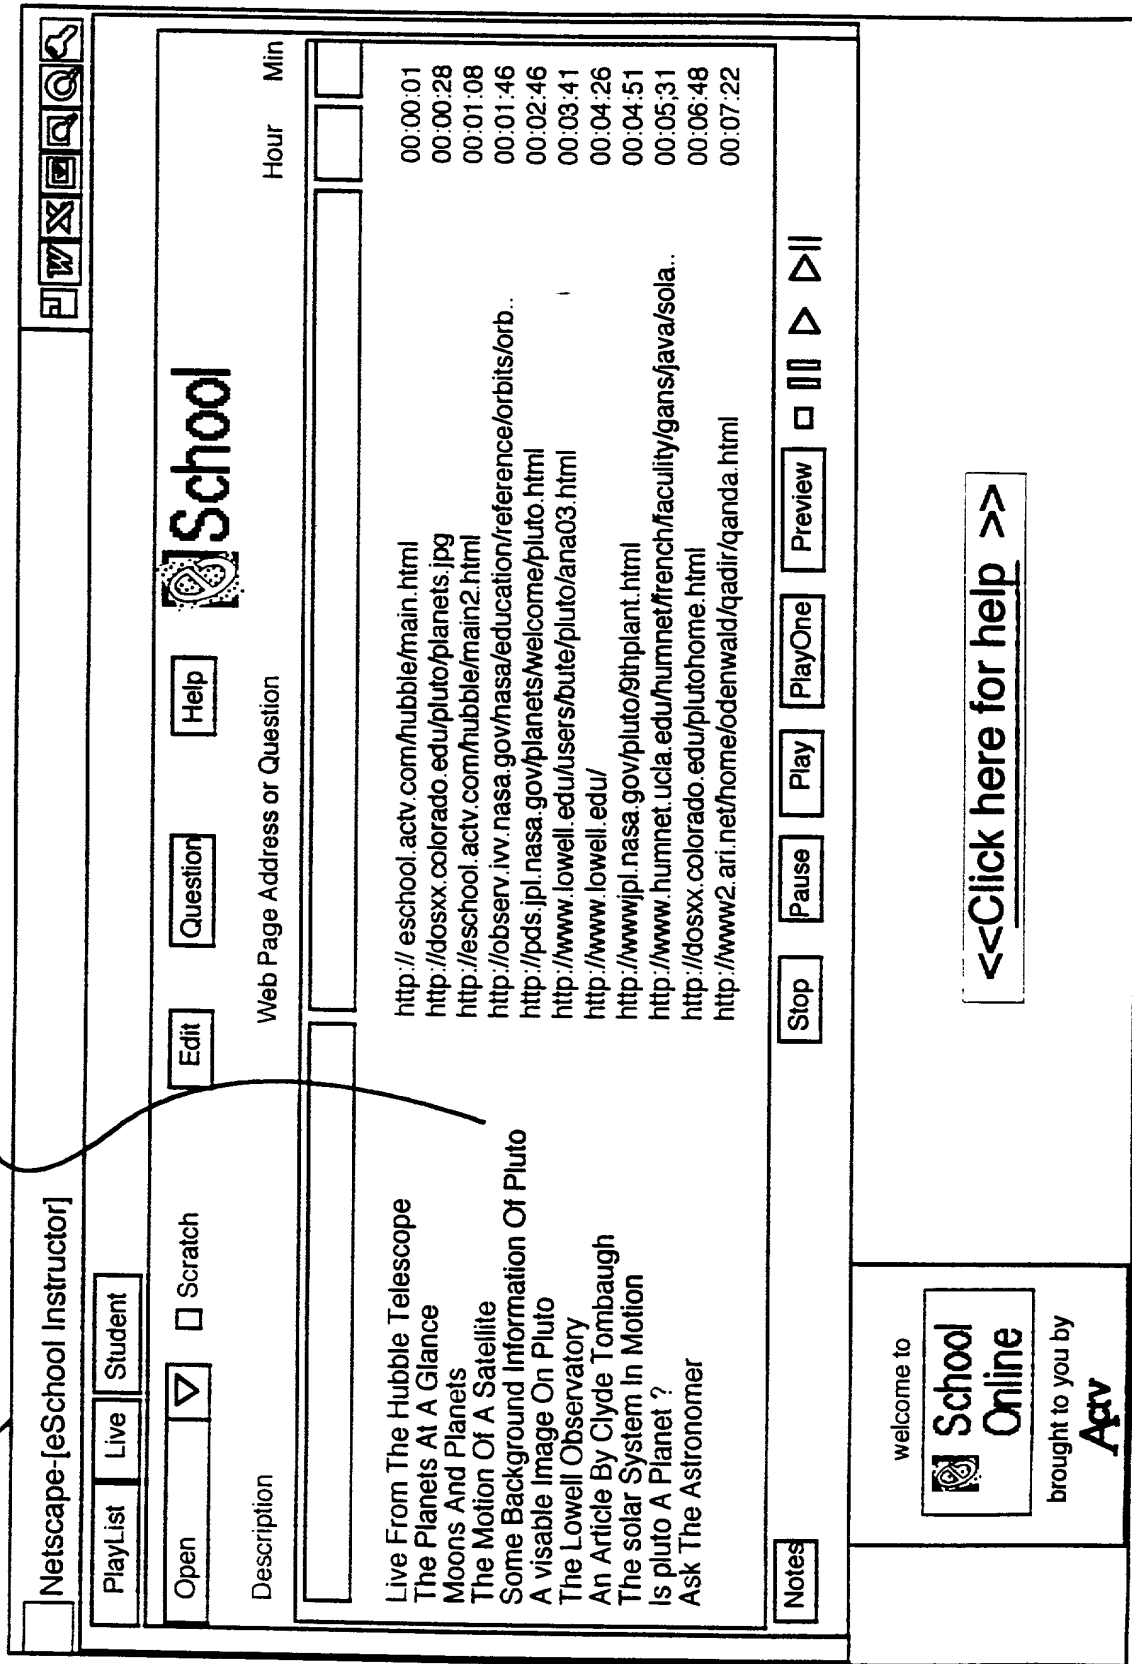 Netscape-[eSchool Instructor]
PlayList Live Student
Open Scratch Edit Question Help School
Description Web Page Address or Question Hour Min
Live From The Hubble Telescope http:// eschool.actv.com/hubble/main.html 00:00:01
The Planets At A Glance http://dosxx.colorado.edu/pluto/planets.jpg 00:00:28
Moons And Planets http://eschool.actv.com/hubble/main2.html 00:01:08
The Motion Of A Satellite http://observ.ivv.nasa.gov/nasa/education/reference/orbits/orb.. 00:01:46
Some Background Information Of Pluto http://pds.jpl.nasa.gov/planets/welcome/pluto.html 00:02:46
A visable Image On Pluto http://www.lowell.edu/users/bute/pluto/ana03.html 00:03:41
The Lowell Observatory http://www.lowell.edu/ 00:04:26
An Article By Clyde Tombaugh http://wwwjpl.nasa.gov/pluto/9thplant.html 00:04:51
The solar System In Motion http://www.humnet.ucla.edu/humnet/french/faculity/gans/java/sola.. 00:05;31
Is pluto A Planet ? http://dosxx.colorado.edu/plutohome.html 00:06:48
Ask The Astronomer http://www2.ari.net/home/odenwald/qadir/qanda.html 00:07:22
Notes Stop Pause Play PlayOne Preview
welcome to
School
Online
brought to you by
Actv
<<Click here for help >>